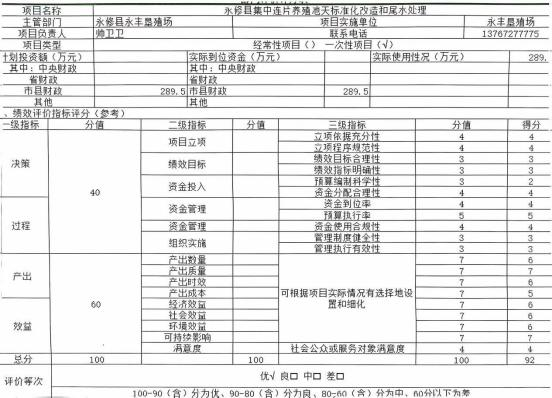 项目名称 永修县集中连片养殖池天标准化改造和尾水处理
主管部门 永修县永丰垦殖场 项目实施单位 永丰垦殖场
项目负责人 帅卫卫 联系电话 13767277775
项目类型 经常性项目（） 一次性项目（√）
计划投资额（万元） 实际到位资金（万元） 实际使用性况（万元） 289.
其中：中央财政 其中：中央财政
省财政 省财政
市县财政 289.5 市县财政 289.5
其他 其他
、绩效评价指标评分（参考）
一级指标 分值 二级指标 分值 三级指标 分值 得分
决策 40 项目立项 立项依据充分性 4 4
立项程序规范性 4 4
绩效目标 绩效目标合理性 3 3
绩效指标明确性 3 3
资金投入 预算编制科学性 3 2
资金分配合理性 4 4
过程 资金管理 资金到位率 4 4
预算执行率 5 5
资金管理 资金使用合规性 4 4
组织实施 管理制度健全性 3 3
管理执行有效性 3 3
产出 60 产出数量 可根据项目实际情况有选择地设置和细化 7 6
产出质量 7 7
产出时效 7 6
产出成本 7 5
效益 经济效益 7 6
社会效益 7 6
环境效益 7 6
可持续影响 7 7
满意度 社会公众或服务对象满意度 4 4
总分 100 100 100 92
评价等次 优√ 良□ 中□ 差□
100-90（含）分为优、90-80（含）分为良、80-60（含）分为中、60分以下为差